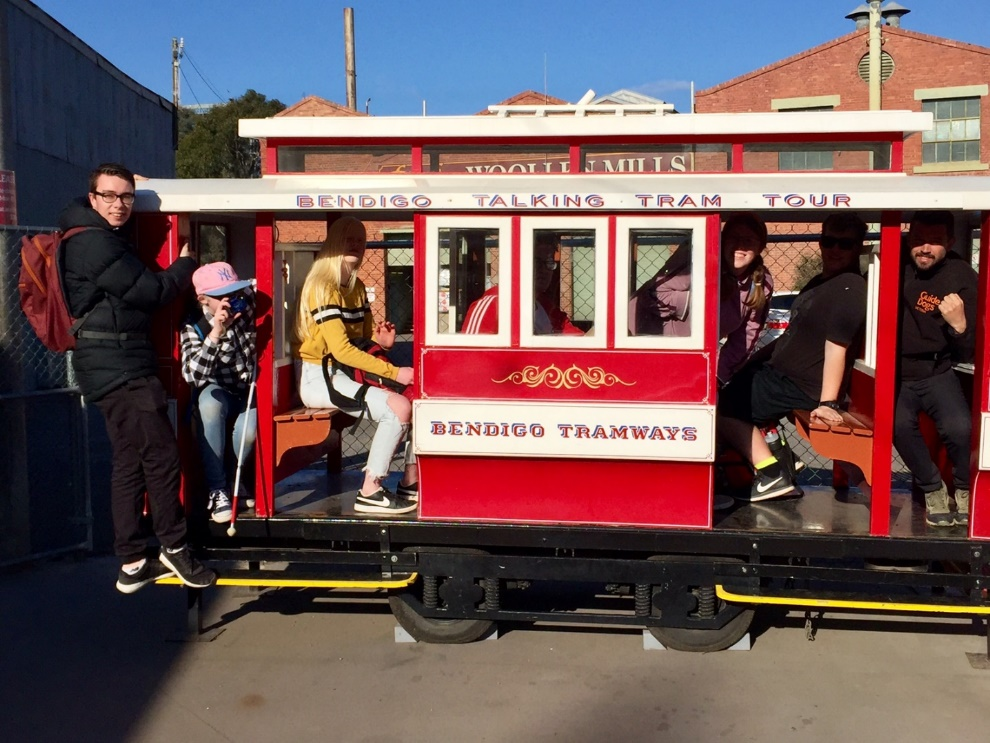 WOOLLEN MILLS
BENDIGO TALKING TRAM TOUR
BENDIGO TRAMWAYS
Guide
Dogs
NY